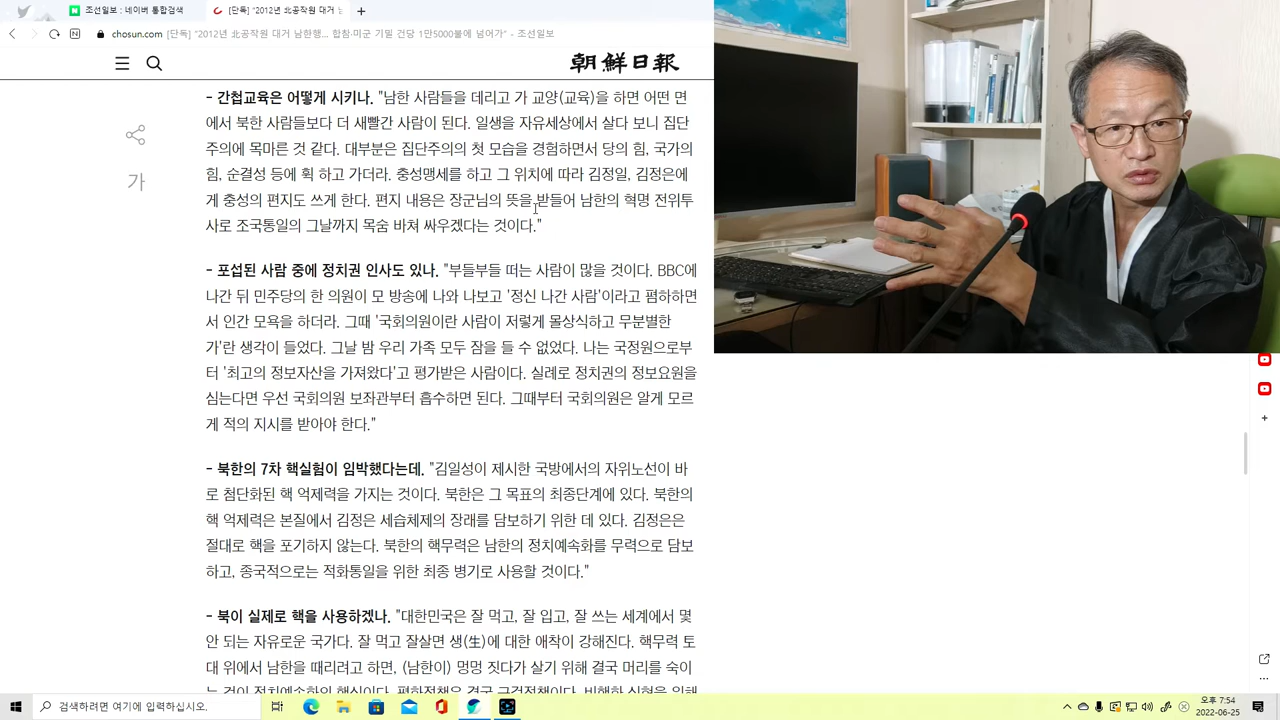 조선일보 : 네이버 통합검색
[단독] "2012년 北공작원 대거 남
chosun.com [단독] "2012년 北공작원 대거 남한행... 합참·미군 기밀 건당 1만5000불에 넘어가" - 조선일보
朝鮮日報
- 간첩교육은 어떻게 시키나. "남한 사람들을 데리고 가 교양(교육)을 하면 어떤 면
에서 북한 사람들보다 더 새빨간 사람이 된다. 일생을 자유세상에서 살다 보니 집단
주의에 목마른 것 같다. 대부분은 집단주의의 첫 모습을 경험하면서 당의 힘, 국가의
힘, 순결성 등에 획 하고 가더라. 충성맹세를 하고 그 위치에 따라 김정일, 김정은에
게 충성의 편지도 쓰게 한다. 편지 내용은 장군님의 뜻을 받들어 남한의 혁명 전위투
사로 조국통일의 그날까지 목숨 바쳐 싸우겠다는 것이다."
가
- 포섭된 사람 중에 정치권 인사도 있나. "부들부들 떠는 사람이 많을 것이다. BBC에
나간 뒤 민주당의 한 의원이 모 방송에 나와 나보고 '정신 나간 사람'이라고 폄하하면
서 인간 모욕을 하더라. 그때 '국회의원이란 사람이 저렇게 몰상식하고 무분별한
가'란 생각이 들었다. 그날 밤 우리 가족 모두 잠을 들 수 없었다. 나는 국정원으로부
터 '최고의 정보자산을 가져왔다'고 평가받은 사람이다. 실례로 정치권의 정보요원을
심는다면 우선 국회의원 보좌관부터 흡수하면 된다. 그때부터 국회의원은 알게 모르
게 적의 지시를 받아야 한다."
- 북한의 7차 핵실험이 임박했다는데. "김일성이 제시한 국방에서의 자위노선이 바
로 첨단화된 핵 억제력을 가지는 것이다. 북한은 그 목표의 최종단계에 있다. 북한의
핵 억제력은 본질에서 김정은 세습체제의 장래를 담보하기 위한 데 있다. 김정은은
절대로 핵을 포기하지 않는다. 북한의 핵무력은 남한의 정치예속화를 무력으로 담보
하고, 종국적으로는 적화통일을 위한 최종 병기로 사용할 것이다."
- 북이 실제로 핵을 사용하겠나. "대한민국은 잘 먹고, 잘 입고, 잘 쓰는 세계에서 몇
안 되는 자유로운 국가다. 잘 먹고 잘살면 생(生)에 대한 애착이 강해진다. 핵무력 토
대 위에서 남한을 때리려고 하면, (남한이) 멍멍 짓다가 살기 위해 결국 머리를 숙이
는 것이 정치예속화의 핵심이다. 평화정책은 결국 구걸정책이다. 비핵화 실현을 위해
검색하려면 여기에 입력하십시오.
오후 7:54
2022-06-25